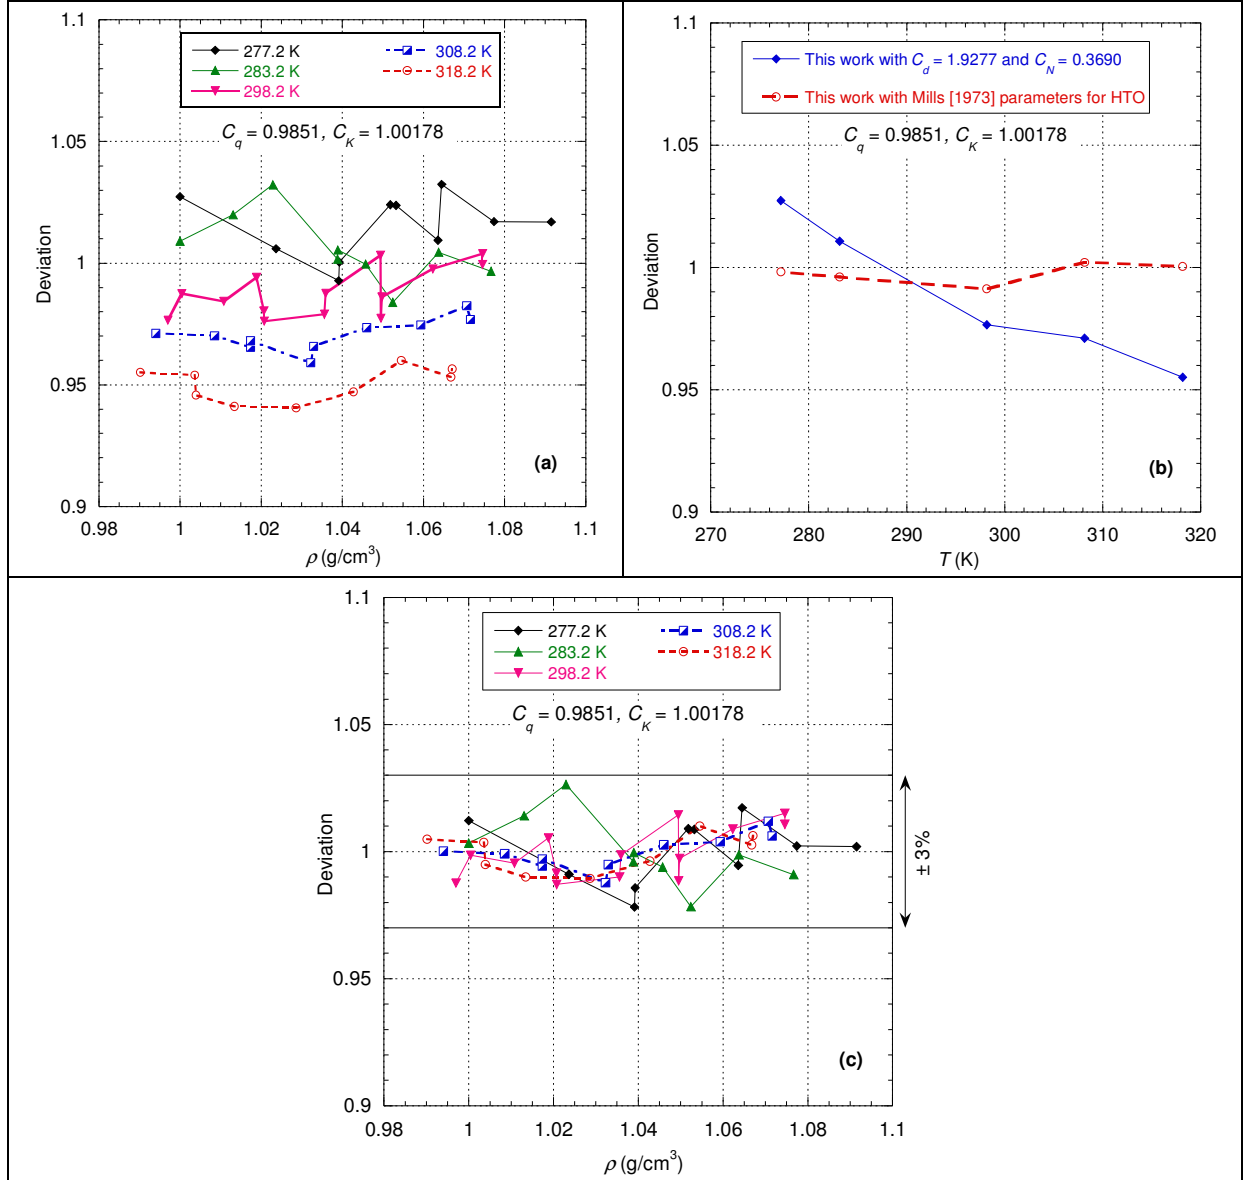 1.1
1.05
1
0.95
0.9
Deviation
277.2 K
283.2 K
298.2 K
308.2 K
318.2 K
C_q = 0.9851, C_K = 1.00178
(a)
0.98 1 1.02 1.04 1.06 1.08 1.1
ρ (g/cm³)
1.1
1.05
1
0.95
0.9
Deviation
This work with C_d = 1.9277 and C_N = 0.3690
This work with Mills [1973] parameters for HTO
C_q = 0.9851, C_K = 1.00178
(b)
270 280 290 300 310 320
T (K)
1.1
1.05
1
0.95
0.9
Deviation
277.2 K
283.2 K
298.2 K
308.2 K
318.2 K
C_q = 0.9851, C_K = 1.00178
±3%
(c)
0.98 1 1.02 1.04 1.06 1.08 1.1
ρ (g/cm³)